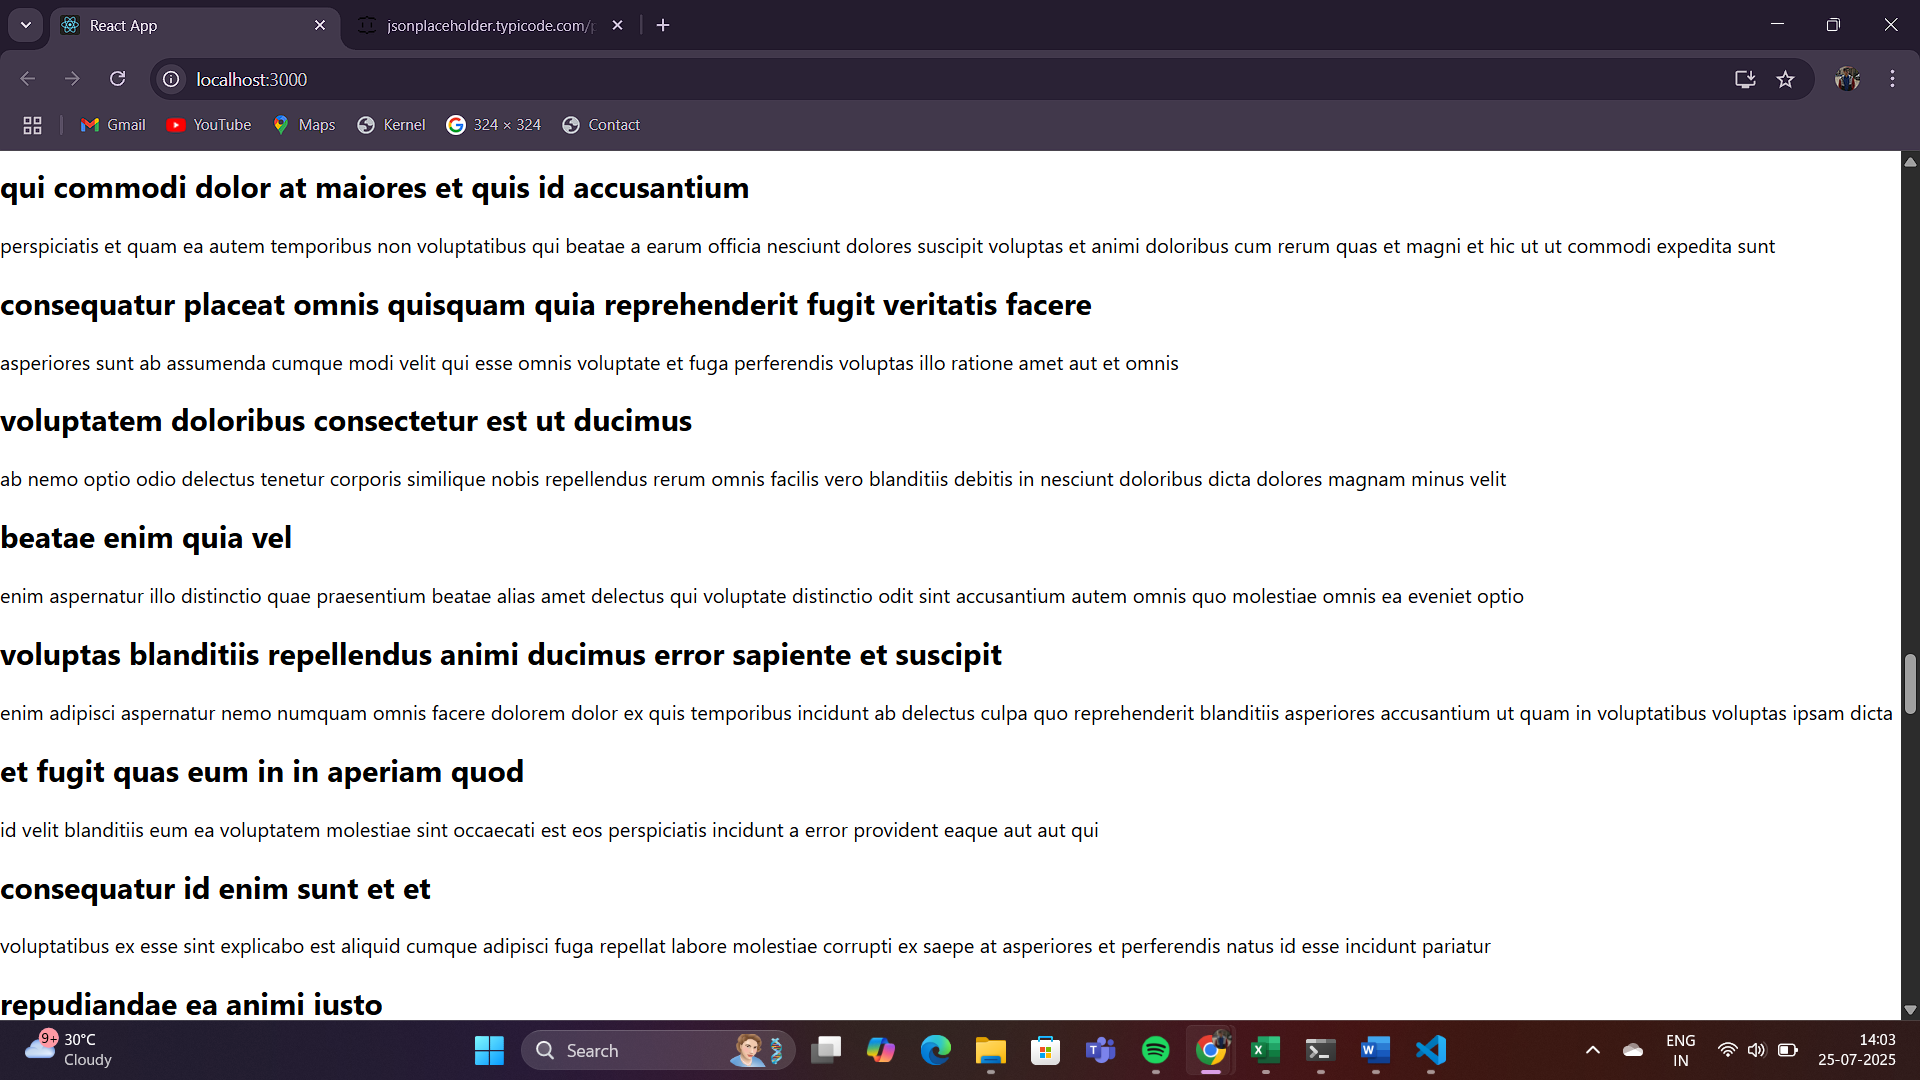 React App
jsonplaceholder.typicode.com/p
localhost:3000
Gmail
YouTube
Maps
Kernel
324 × 324
Contact
qui commodi dolor at maiores et quis id accusantium
perspiciatis et quam ea autem temporibus non voluptatibus qui beatae a earum officia nesciunt dolores suscipit voluptas et animi doloribus cum rerum quas et magni et hic ut ut commodi expedita sunt
consequatur placeat omnis quisquam quia reprehenderit fugit veritatis facere
asperiores sunt ab assumenda cumque modi velit qui esse omnis voluptate et fuga perferendis voluptas illo ratione amet aut et omnis
voluptatem doloribus consectetur est ut ducimus
ab nemo optio odio delectus tenetur corporis similique nobis repellendus rerum omnis facilis vero blanditiis debitis in nesciunt doloribus dicta dolores magnam minus velit
beatae enim quia vel
enim aspernatur illo distinctio quae praesentium beatae alias amet delectus qui voluptate distinctio odit sint accusantium autem omnis quo molestiae omnis ea eveniet optio
voluptas blanditiis repellendus animi ducimus error sapiente et suscipit
enim adipisci aspernatur nemo numquam omnis facere dolorem dolor ex quis temporibus incidunt ab delectus culpa quo reprehenderit blanditiis asperiores accusantium ut quam in voluptatibus voluptas ipsam dicta
et fugit quas eum in in aperiam quod
id velit blanditiis eum ea voluptatem molestiae sint occaecati est eos perspiciatis incidunt a error provident eaque aut aut qui
consequatur id enim sunt et et
voluptatibus ex esse sint explicabo est aliquid cumque adipisci fuga repellat labore molestiae corrupti ex saepe at asperiores et perferendis natus id esse incidunt pariatur
repudiandae ea animi iusto
9+
30°C
Cloudy
Search
ENG
IN
14:03
25-07-2025